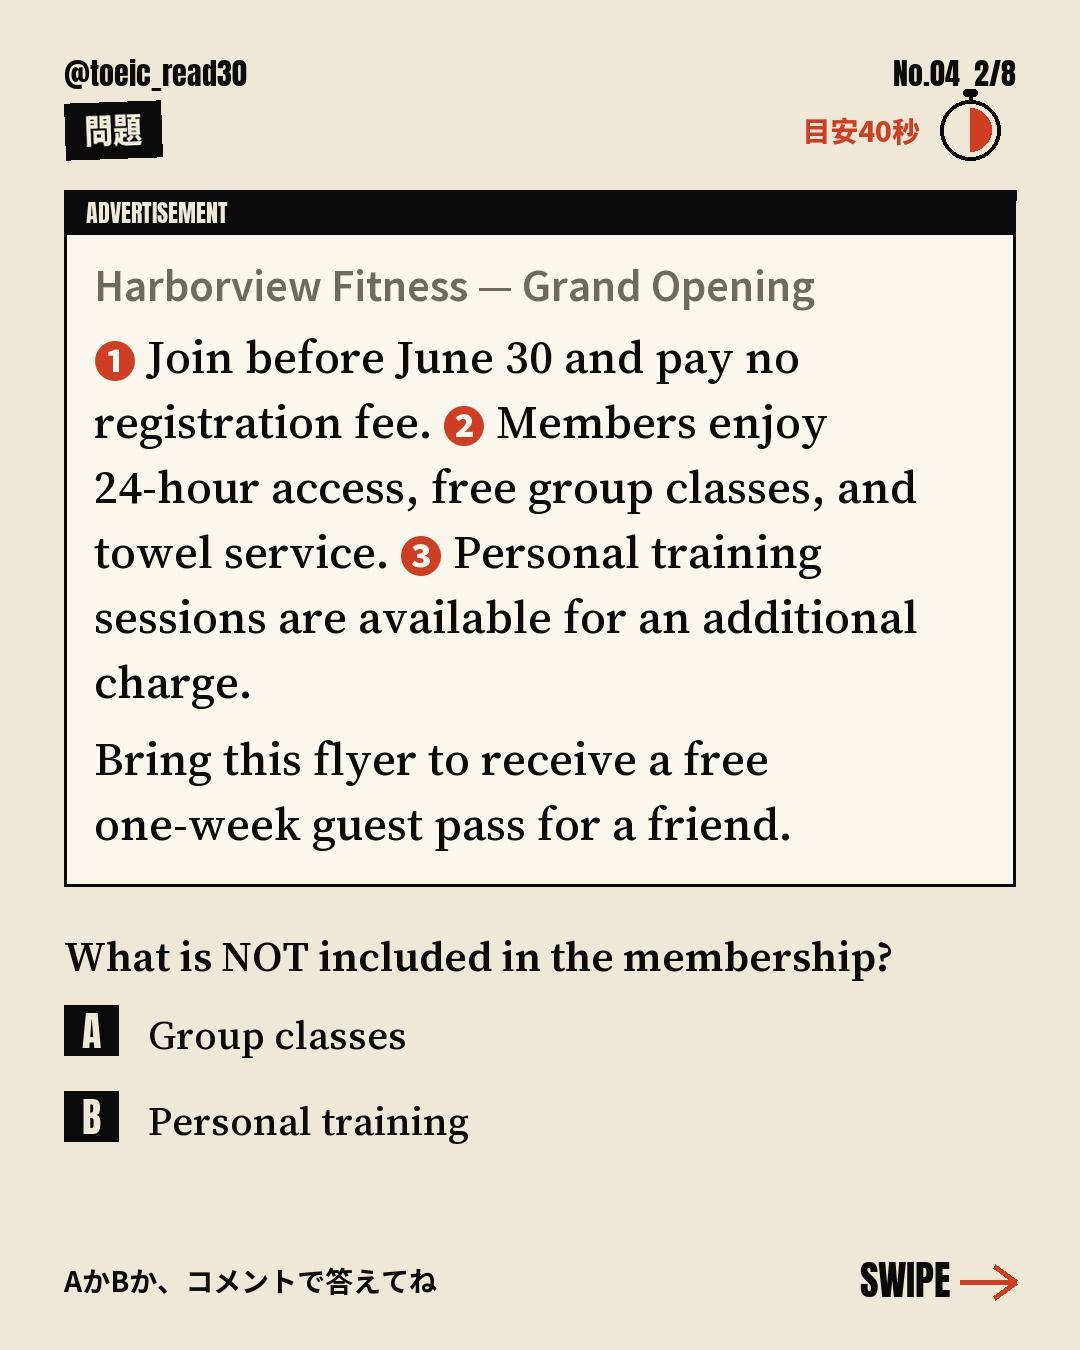 @toeic_read30
No.04 2/8
問題
目安40秒
ADVERTISEMENT
Harborview Fitness — Grand Opening
❶ Join before June 30 and pay no
registration fee. ❷ Members enjoy
24-hour access, free group classes, and
towel service. ❸ Personal training
sessions are available for an additional
charge.
Bring this flyer to receive a free
one-week guest pass for a friend.
What is NOT included in the membership?
A Group classes
B Personal training
AかBか、コメントで答えてね
SWIPE